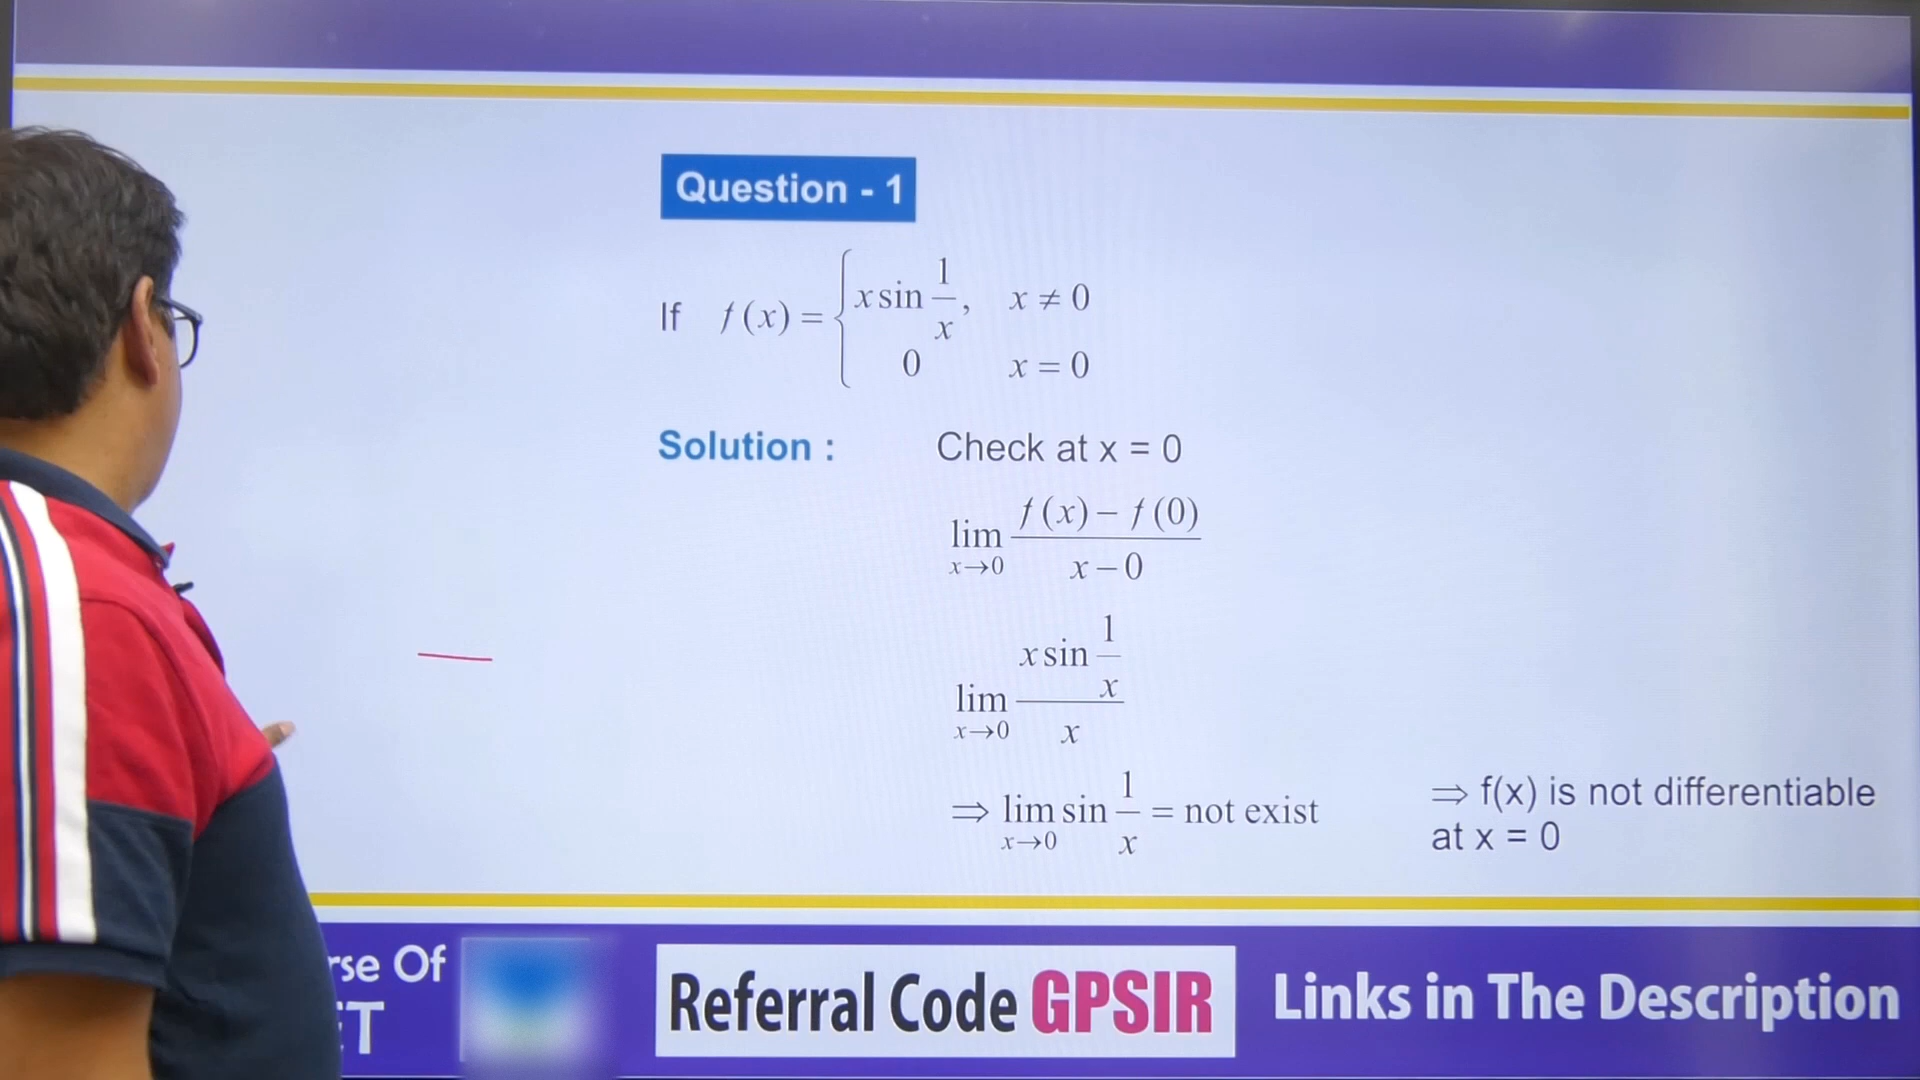 Question - 1
If f(x) = { x sin 1/x, x ≠ 0
0 x = 0
Solution : Check at x = 0
lim x→0 f(x) − f(0) / x − 0
lim x→0 x sin 1/x / x
⇒ lim x→0 sin 1/x = not exist
⇒ f(x) is not differentiable
at x = 0
rse Of
Referral Code GPSIR
Links in The Description